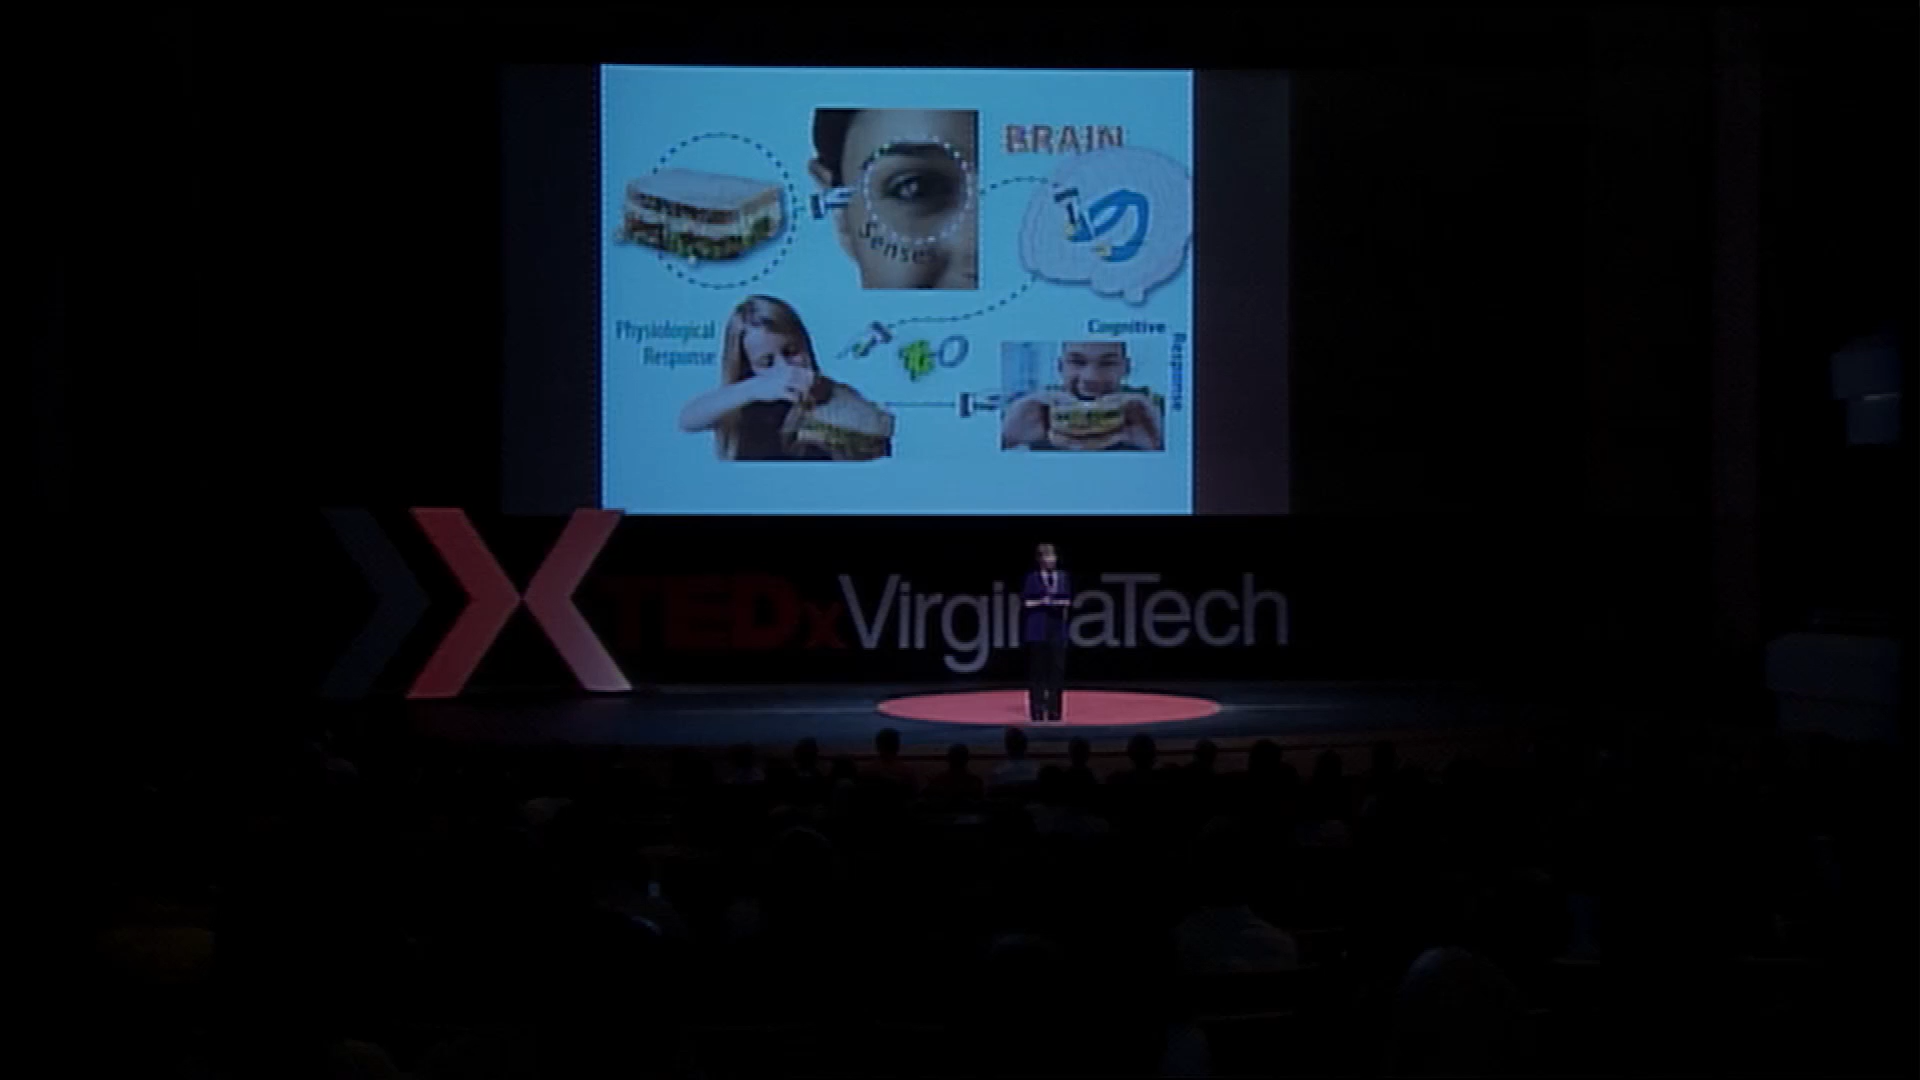 BRAIN
Senses
Physiological
Response
Cognitive
Response
X
TEDxVirginiaTech